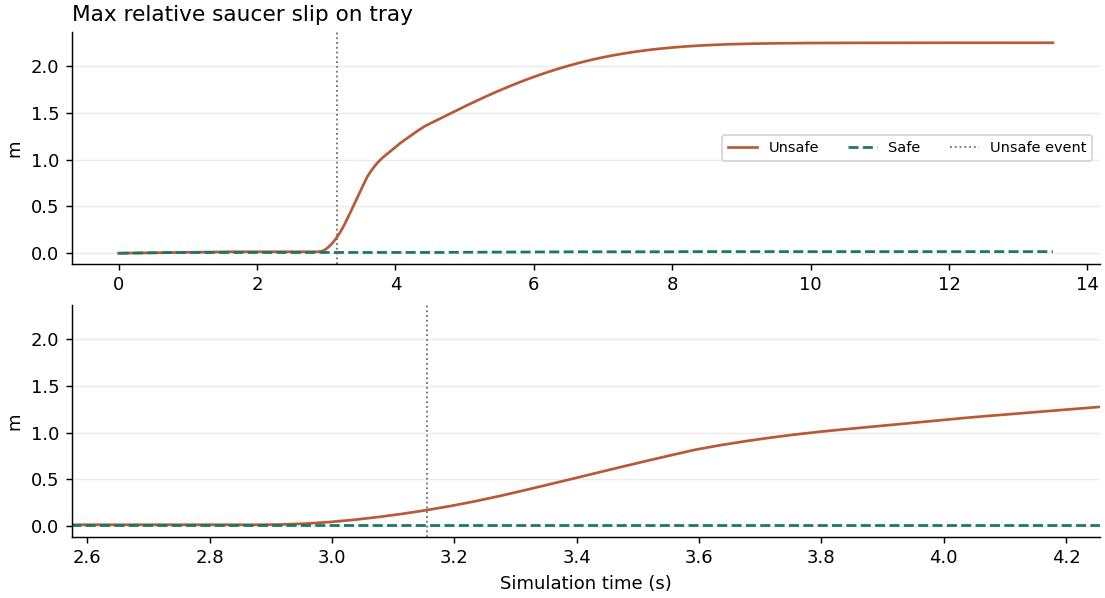 Max relative saucer slip on tray
m
2.0
1.5
1.0
0.5
0.0
Unsafe
Safe
Unsafe event
0 2 4 6 8 10 12 14
m
2.0
1.5
1.0
0.5
0.0
2.6 2.8 3.0 3.2 3.4 3.6 3.8 4.0 4.2
Simulation time (s)